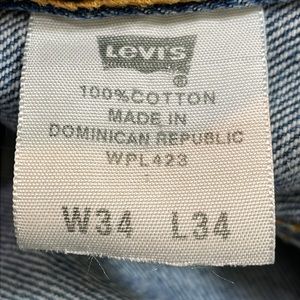 LEVI'S
®
100% COTTON
MADE IN
DOMINICAN REPUBLIC
WPL423
W34 L34